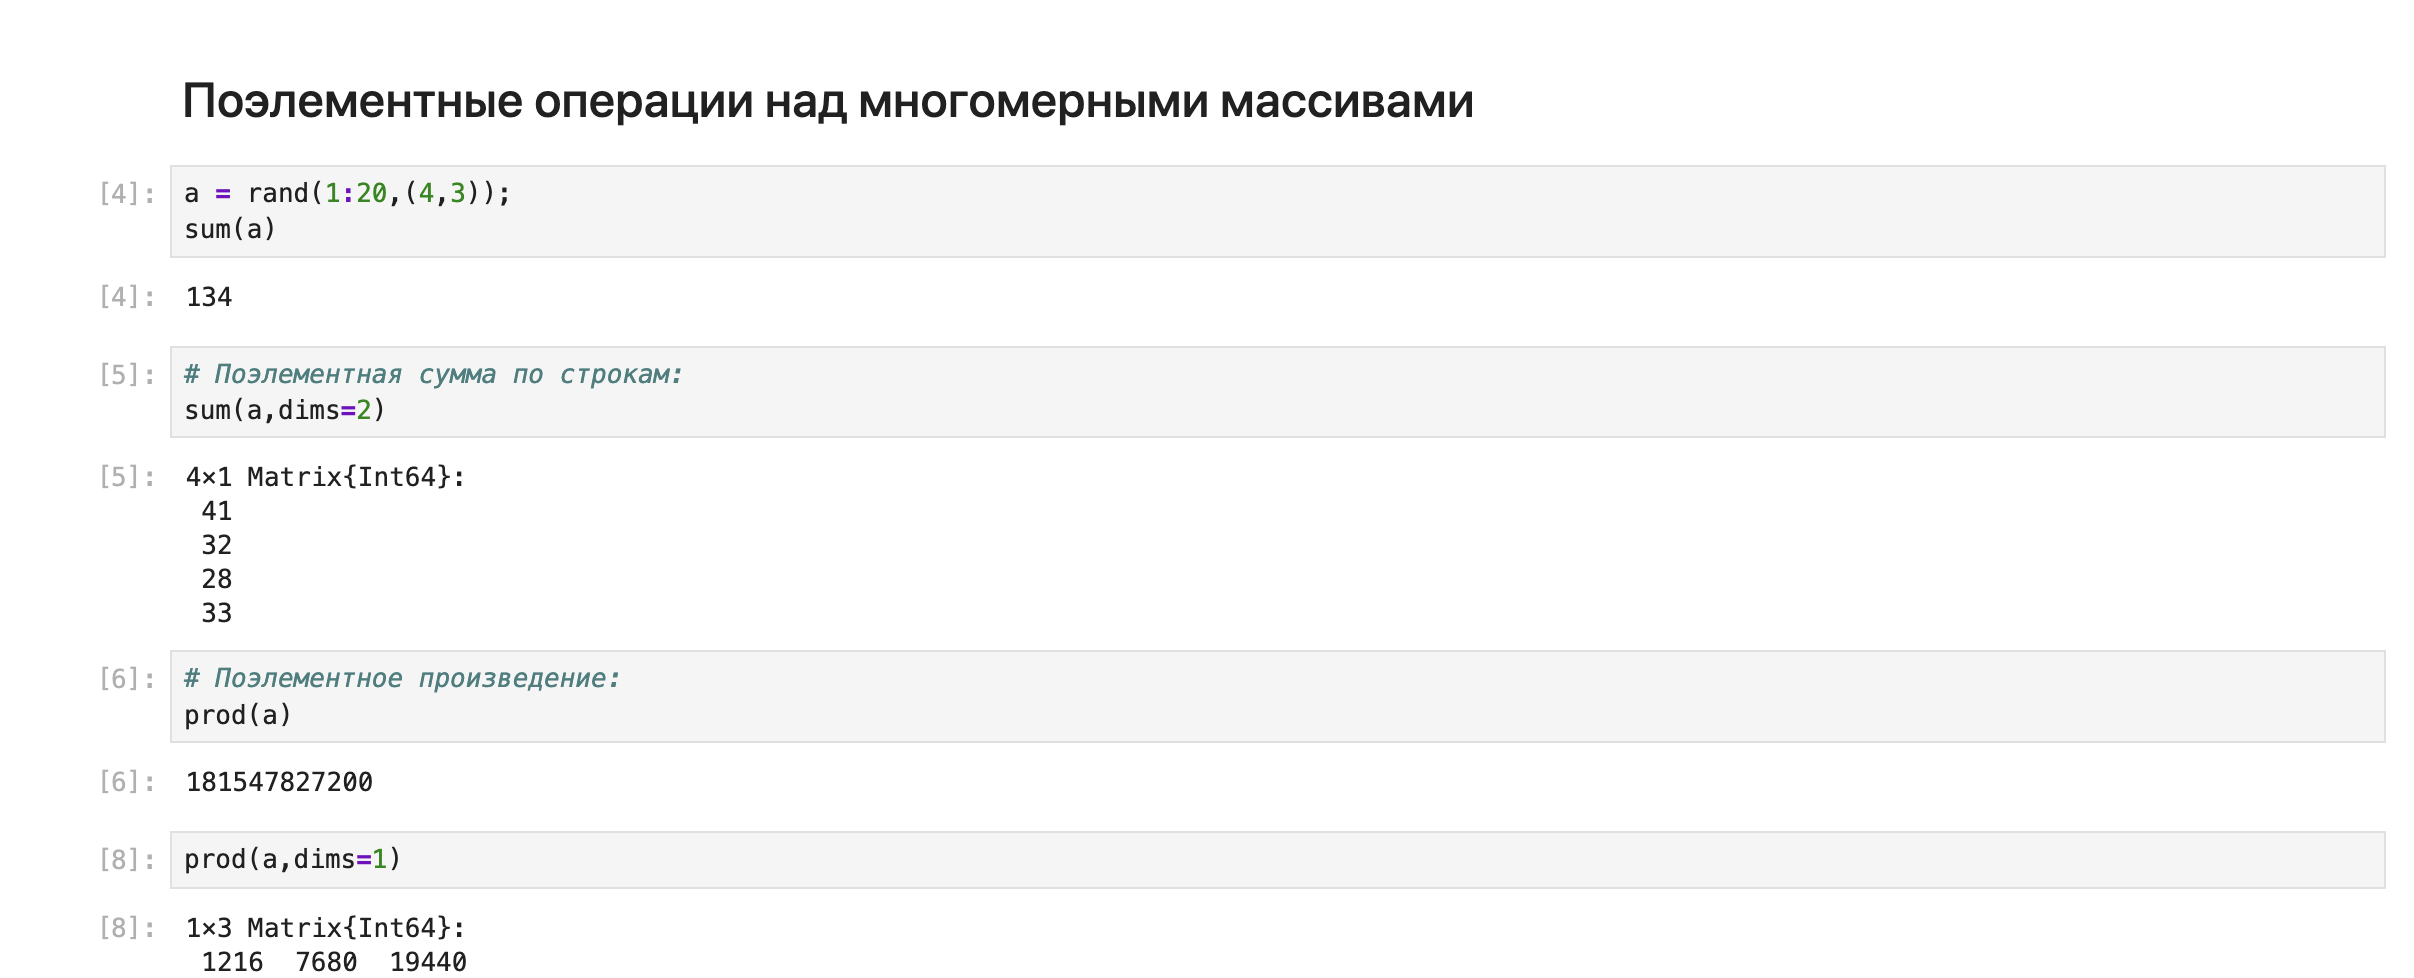 Поэлементные операции над многомерными массивами
[4]: a = rand(1:20,(4,3));
sum(a)
[4]: 134
[5]: # Поэлементная сумма по строкам:
sum(a,dims=2)
[5]: 4×1 Matrix{Int64}:
41
32
28
33
[6]: # Поэлементное произведение:
prod(a)
[6]: 181547827200
[8]: prod(a,dims=1)
[8]: 1×3 Matrix{Int64}:
1216 7680 19440